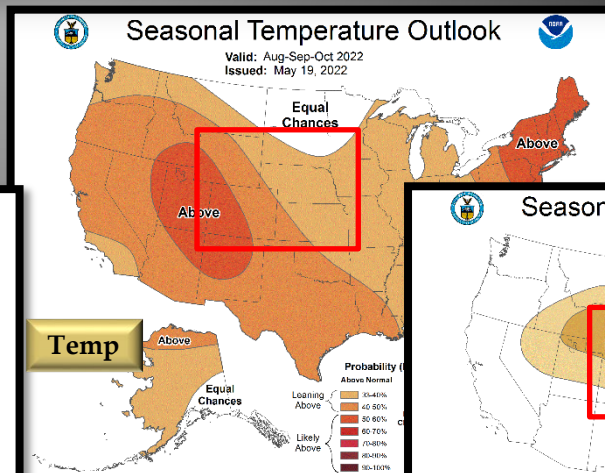 Seasonal Temperature Outlook
NOAA
Valid: Aug-Sep-Oct 2022
Issued: May 19, 2022
Equal
Chances
Above
Above
Season
Temp
Above
Equal
Chances
Probability (
Above Normal
Leaning
Above
33-40%
40-50%
Likely
Above
50-60%
60-70%
70-80%
80-90%
90-100%